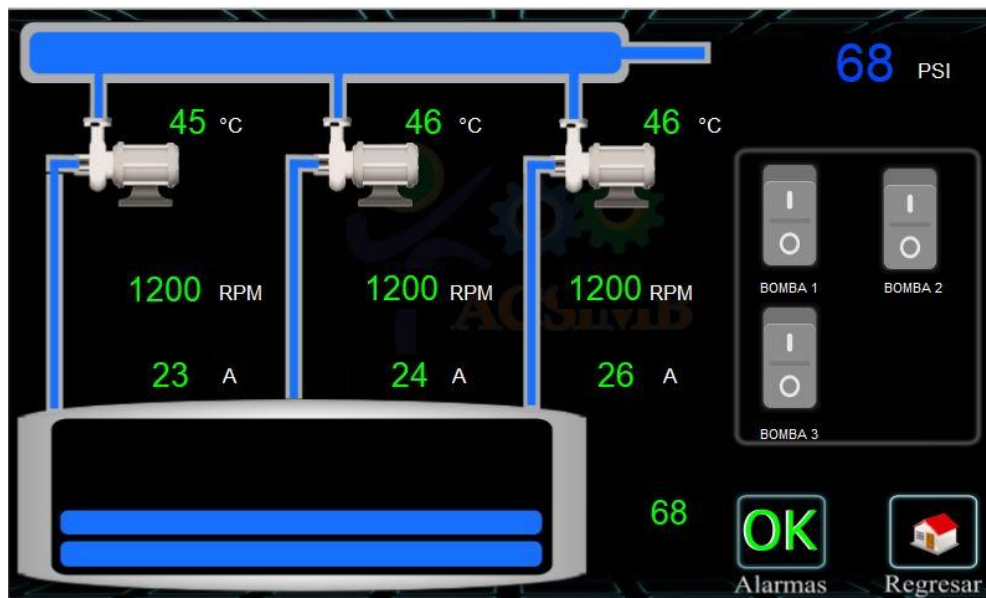 68 PSI
45 °C
46 °C
46 °C
I
O
BOMBA 1
I
O
BOMBA 2
1200 RPM
1200 RPM
1200 RPM
ACSIMB
23 A
24 A
26 A
I
O
BOMBA 3
68
OK
Alarmas
Regresar